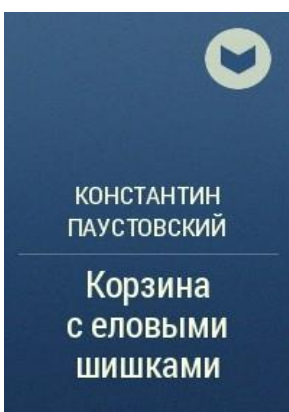 КОНСТАНТИН
ПАУСТОВСКИЙ
Корзина
с еловыми
шишками